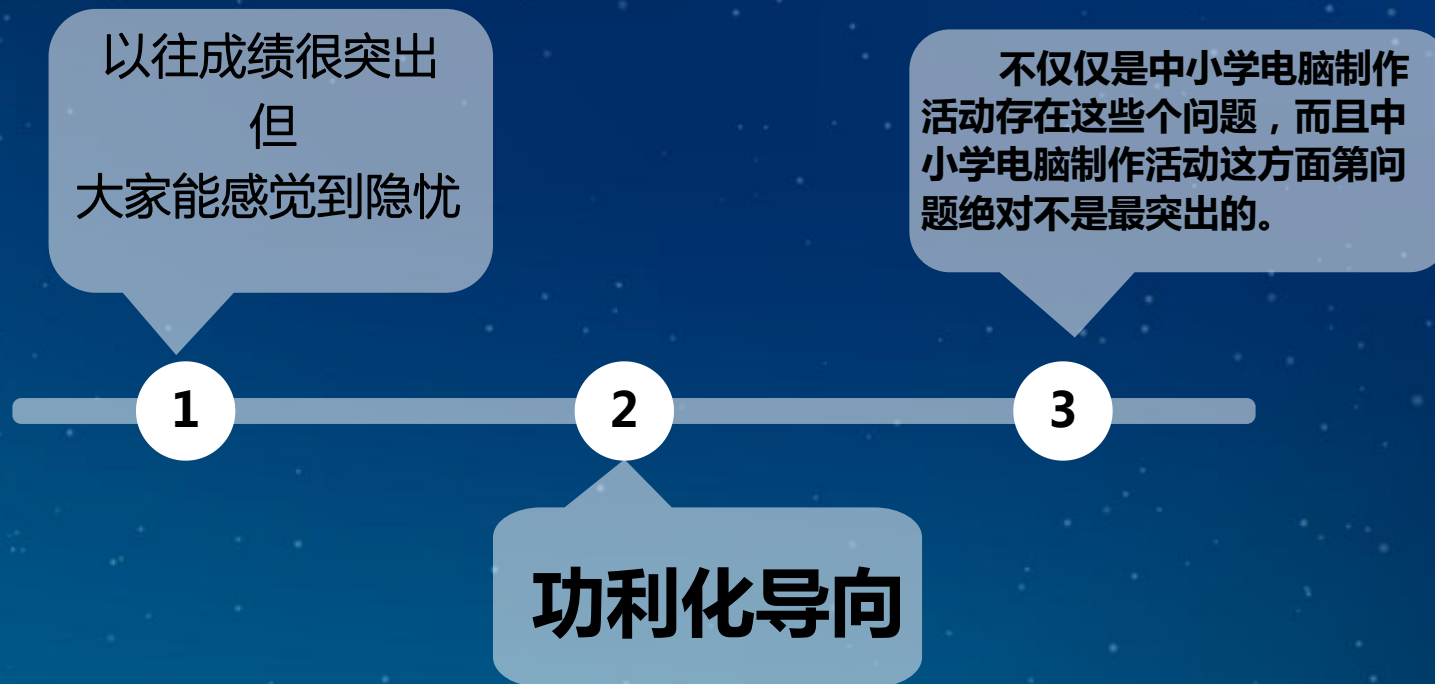 以往成绩很突出
但
大家能感觉到隐忧
1
2
功利化导向
3
不仅仅是中小学电脑制作
活动存在这些个问题，而且中
小学电脑制作活动这方面第问
题绝对不是最突出的。